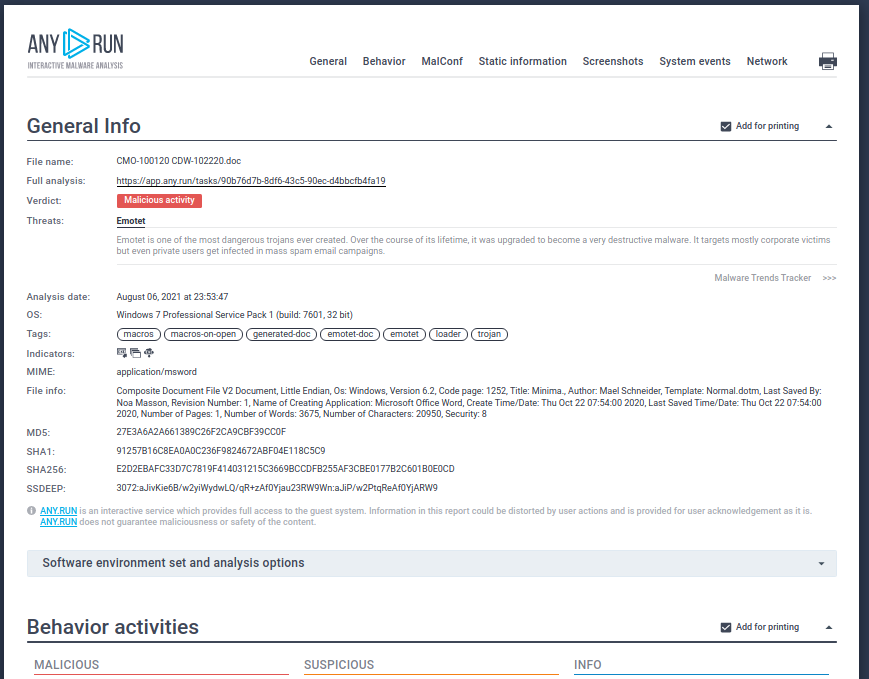 ANY RUN
INTERACTIVE MALWARE ANALYSIS
General Behavior MalConf Static information Screenshots System events Network
General Info
Add for printing
File name: CMO-100120 CDW-102220.doc
Full analysis: https://app.any.run/tasks/90b76d7b-8df6-43c5-90ec-d4bbcfb4fa19
Verdict: Malicious activity
Threats: Emotet
Emotet is one of the most dangerous trojans ever created. Over the course of its lifetime, it was upgraded to become a very destructive malware. It targets mostly corporate victims
but even private users get infected in mass spam email campaigns.
Malware Trends Tracker >>>
Analysis date: August 06, 2021 at 23:53:47
OS: Windows 7 Professional Service Pack 1 (build: 7601, 32 bit)
Tags: macros macros-on-open generated-doc emotet-doc emotet loader trojan
Indicators:
MIME: application/msword
File info: Composite Document File V2 Document, Little Endian, Os: Windows, Version 6.2, Code page: 1252, Title: Minima., Author: Mael Schneider, Template: Normal.dotm, Last Saved By:
Noa Masson, Revision Number: 1, Name of Creating Application: Microsoft Office Word, Create Time/Date: Thu Oct 22 07:54:00 2020, Last Saved Time/Date: Thu Oct 22 07:54:00
2020, Number of Pages: 1, Number of Words: 3675, Number of Characters: 20950, Security: 8
MD5: 27E3A6A2A661389C26F2CA9CBF39CC0F
SHA1: 91257B16C8EA0A0C236F9824672ABF04E118C5C9
SHA256: E2D2EBAFC33D7C7819F414031215C3669BCCDFB255AF3CBE0177B2C601B0E0CD
SSDEEP: 3072:aJivKie6B/w2yiWydwLQ/qR+zAf0Yjau23RW9Wn:aJiP/w2PtqReAf0YjARW9
ANY.RUN is an interactive service which provides full access to the guest system. Information in this report could be distorted by user actions and is provided for user acknowledgement as it is.
ANY.RUN does not guarantee maliciousness or safety of the content.
Software environment set and analysis options
Behavior activities
Add for printing
MALICIOUS SUSPICIOUS INFO